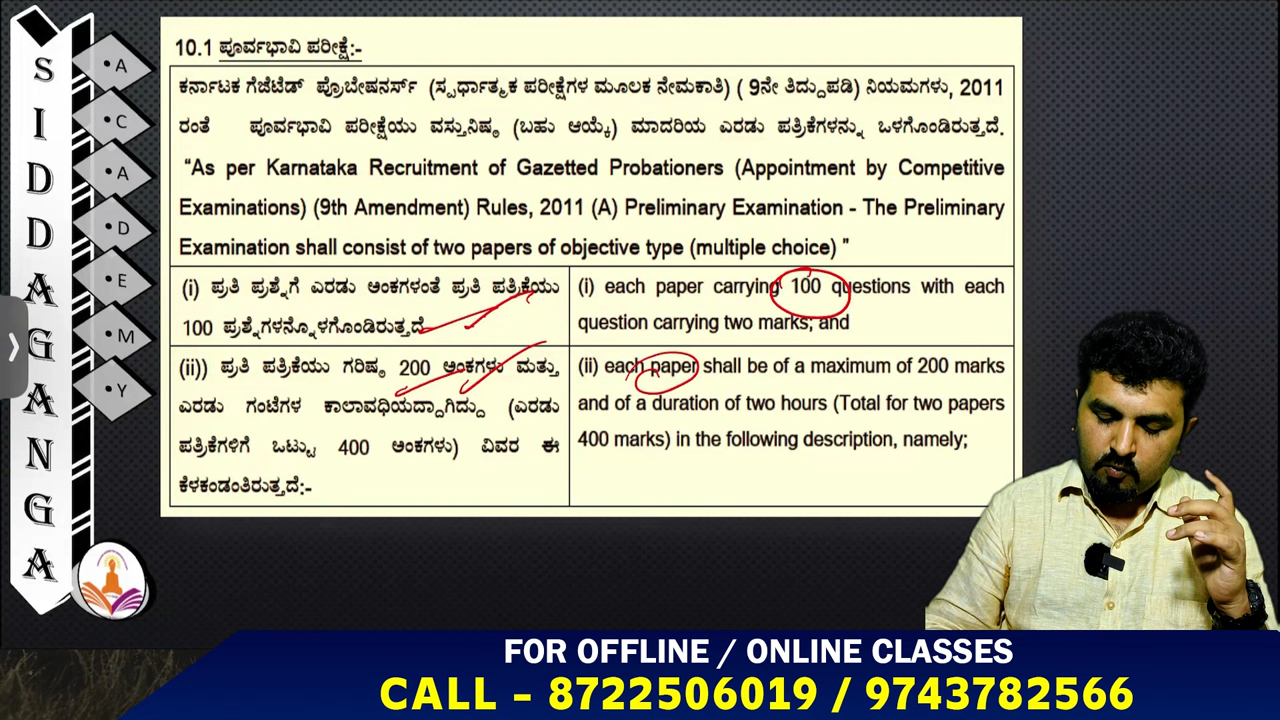 SIDDAGANGA
ACADEMY
10.1 ಪೂರ್ವಭಾವಿ ಪರೀಕ್ಷೆ:-
ಕರ್ನಾಟಕ ಗೆಜೆಟೆಡ್ ಪ್ರೊಬೇಷನರ್ಸ್ (ಸ್ಪರ್ಧಾತ್ಮಕ ಪರೀಕ್ಷೆಗಳ ಮೂಲಕ ನೇಮಕಾತಿ) ( 9ನೇ ತಿದ್ದುಪಡಿ) ನಿಯಮಗಳು, 2011
ರಂತೆ ಪೂರ್ವಭಾವಿ ಪರೀಕ್ಷೆಯು ವಸ್ತುನಿಷ್ಠ (ಬಹು ಆಯ್ಕೆ) ಮಾದರಿಯ ಎರಡು ಪತ್ರಿಕೆಗಳನ್ನು ಒಳಗೊಂಡಿರುತ್ತದೆ.
“As per Karnataka Recruitment of Gazetted Probationers (Appointment by Competitive
Examinations) (9th Amendment) Rules, 2011 (A) Preliminary Examination - The Preliminary
Examination shall consist of two papers of objective type (multiple choice) ”
(i) ಪ್ರತಿ ಪ್ರಶ್ನೆಗೆ ಎರಡು ಅಂಕಗಳಂತೆ ಪ್ರತಿ ಪತ್ರಿಕೆಯು
100 ಪ್ರಶ್ನೆಗಳನ್ನೊಳಗೊಂಡಿರುತ್ತದೆ
(i) each paper carrying 100 questions with each
question carrying two marks; and
(ii)) ಪ್ರತಿ ಪತ್ರಿಕೆಯು ಗರಿಷ್ಠ 200 ಅಂಕಗಳು ಮತ್ತು
ಎರಡು ಗಂಟೆಗಳ ಕಾಲಾವಧಿಯದ್ದಾಗಿದ್ದು (ಎರಡು
ಪತ್ರಿಕೆಗಳಿಗೆ ಒಟ್ಟು 400 ಅಂಕಗಳು) ವಿವರ ಈ
ಕೆಳಕಂಡಂತಿರುತ್ತದೆ:-
(ii) each paper shall be of a maximum of 200 marks
and of a duration of two hours (Total for two papers
400 marks) in the following description, namely;
FOR OFFLINE / ONLINE CLASSES
CALL - 8722506019 / 9743782566